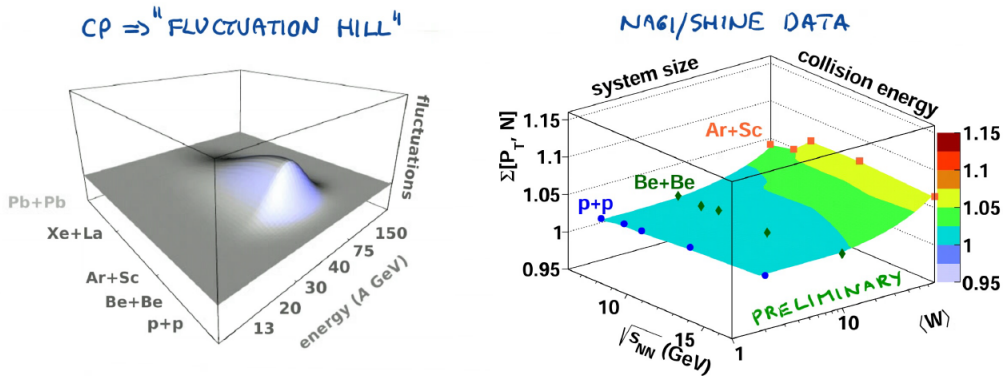 CP => "FLUCTUATION HILL"
fluctuations
Pb+Pb
Xe+La
Ar+Sc
Be+Be
p+p
13
20
30
40
75
150
energy (A GeV)
NA61/SHINE DATA
system size
collision energy
Σ[P_T, N]
1.15
1.1
1.05
1
0.95
Ar+Sc
Be+Be
p+p
PRELIMINARY
10
15
√s_NN (GeV)
1
10
⟨W⟩
1.15
1.1
1.05
1
0.95